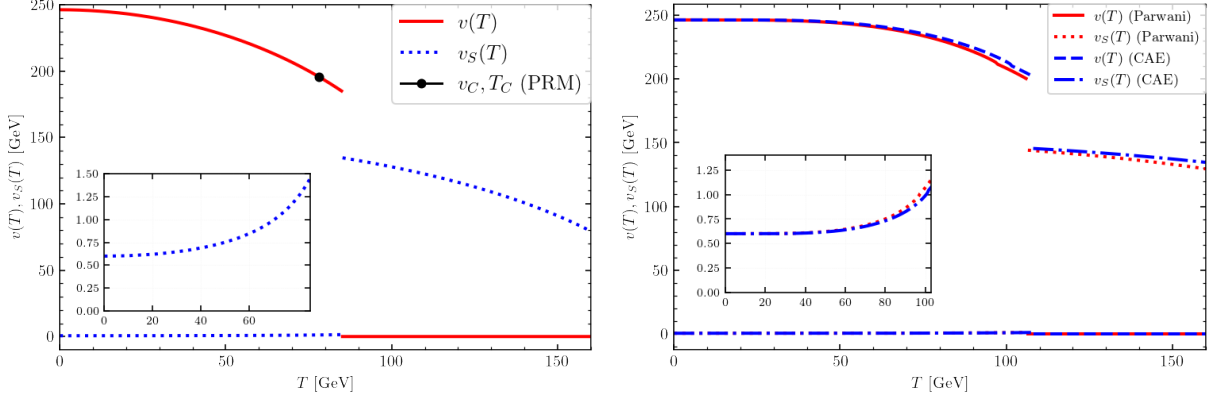 250
200
150
100
50
0
v(T), v_S(T) [GeV]
v(T)
v_S(T)
v_C, T_C (PRM)
1.50
1.25
1.00
0.75
0.50
0.25
0.00
0 20 40 60
0 50 100 150
T [GeV]
250
200
150
100
50
0
v(T), v_S(T) [GeV]
v(T) (Parwani)
v_S(T) (Parwani)
v(T) (CAE)
v_S(T) (CAE)
1.25
1.00
0.75
0.50
0.25
0.00
0 20 40 60 80 100
0 50 100 150
T [GeV]